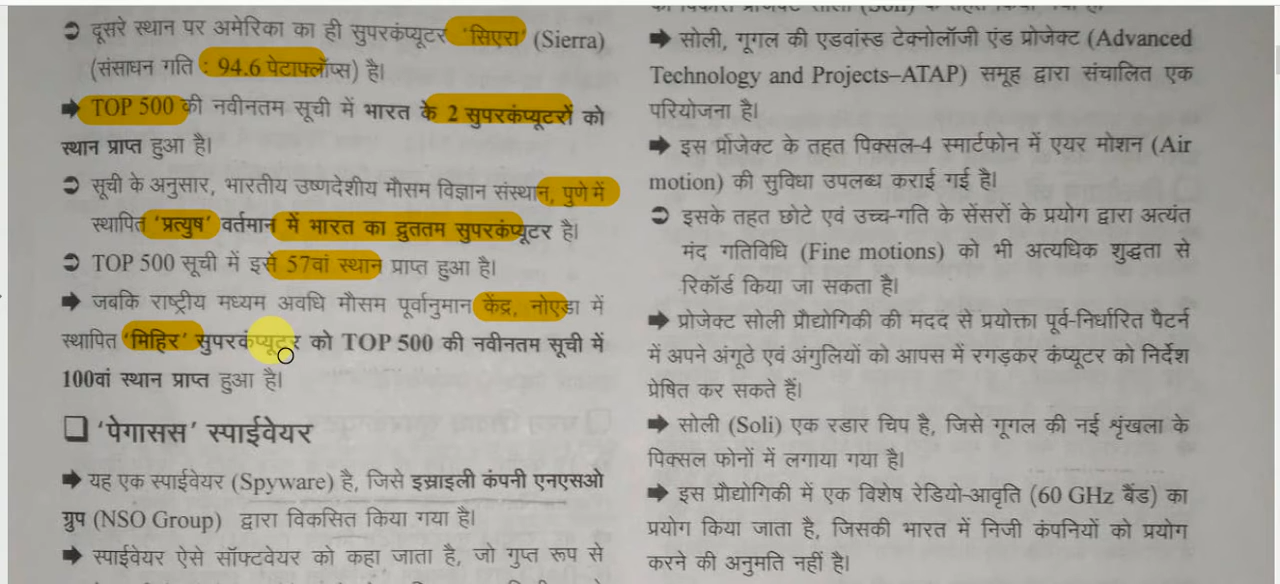 ➲ दूसरे स्थान पर अमेरिका का ही सुपरकंप्यूटर 'सिएरा' (Sierra)
(संसाधन गति : 94.6 पेटाफ्लॉप्स) है।
➡ TOP 500 की नवीनतम सूची में भारत के 2 सुपरकंप्यूटरों को
स्थान प्राप्त हुआ है।
➲ सूची के अनुसार, भारतीय उष्णदेशीय मौसम विज्ञान संस्थान, पुणे में
स्थापित 'प्रत्युष' वर्तमान में भारत का द्रुततम सुपरकंप्यूटर है।
➲ TOP 500 सूची में इसे 57वां स्थान प्राप्त हुआ है।
➡ जबकि राष्ट्रीय मध्यम अवधि मौसम पूर्वानुमान केंद्र, नोएडा में
स्थापित 'मिहिर' सुपरकंप्यूटर को TOP 500 की नवीनतम सूची में
100वां स्थान प्राप्त हुआ है।
❑ 'पेगासस' स्पाईवेयर
➡ यह एक स्पाईवेयर (Spyware) है, जिसे इस्राइली कंपनी एनएसओ
ग्रुप (NSO Group) द्वारा विकसित किया गया है।
➡ स्पाईवेयर ऐसे सॉफ्टवेयर को कहा जाता है, जो गुप्त रूप से
➡ सोली, गूगल की एडवांस्ड टेक्नोलॉजी एंड प्रोजेक्ट (Advanced
Technology and Projects–ATAP) समूह द्वारा संचालित एक
परियोजना है।
➡ इस प्रोजेक्ट के तहत पिक्सल-4 स्मार्टफोन में एयर मोशन (Air
motion) की सुविधा उपलब्ध कराई गई है।
➲ इसके तहत छोटे एवं उच्च-गति के सेंसरों के प्रयोग द्वारा अत्यंत
मंद गतिविधि (Fine motions) को भी अत्यधिक शुद्धता से
रिकॉर्ड किया जा सकता है।
➡ प्रोजेक्ट सोली प्रौद्योगिकी की मदद से प्रयोक्ता पूर्व-निर्धारित पैटर्न
में अपने अंगूठे एवं अंगुलियों को आपस में रगड़कर कंप्यूटर को निर्देश
प्रेषित कर सकते हैं।
➡ सोली (Soli) एक रडार चिप है, जिसे गूगल की नई शृंखला के
पिक्सल फोनों में लगाया गया है।
➡ इस प्रौद्योगिकी में एक विशेष रेडियो-आवृति (60 GHz बैंड) का
प्रयोग किया जाता है, जिसकी भारत में निजी कंपनियों को प्रयोग
करने की अनुमति नहीं है।